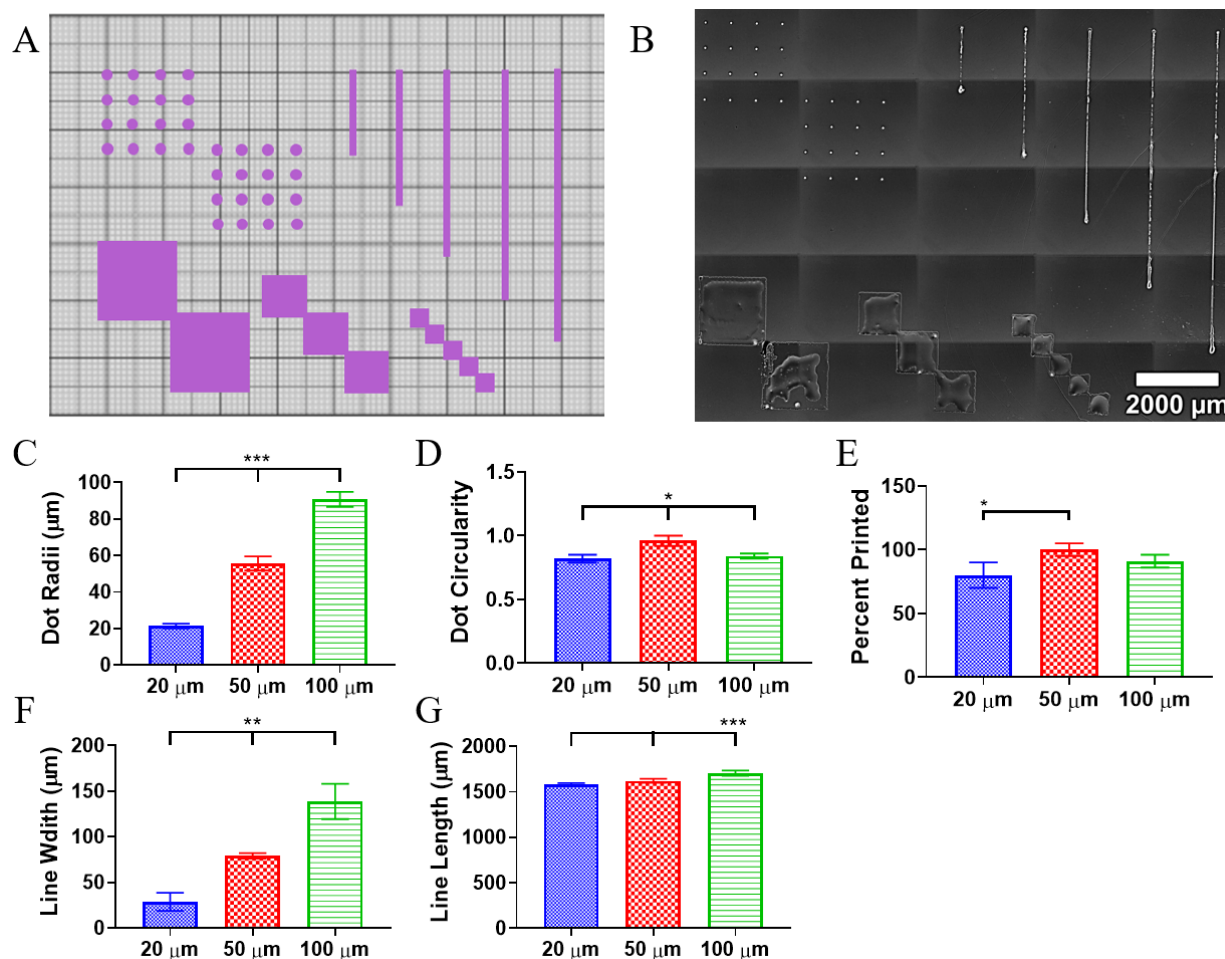 A
B
2000 µm
C
***
Dot Radii (µm)
100
80
60
40
20
0
20 µm 50 µm 100 µm
D
*
Dot Circularity
1.5
1.0
0.5
0.0
20 µm 50 µm 100 µm
E
*
Percent Printed
150
100
50
0
20 µm 50 µm 100 µm
F
**
Line Wdith (µm)
200
150
100
50
0
20 µm 50 µm 100 µm
G
***
Line Length (µm)
2000
1500
1000
500
0
20 µm 50 µm 100 µm